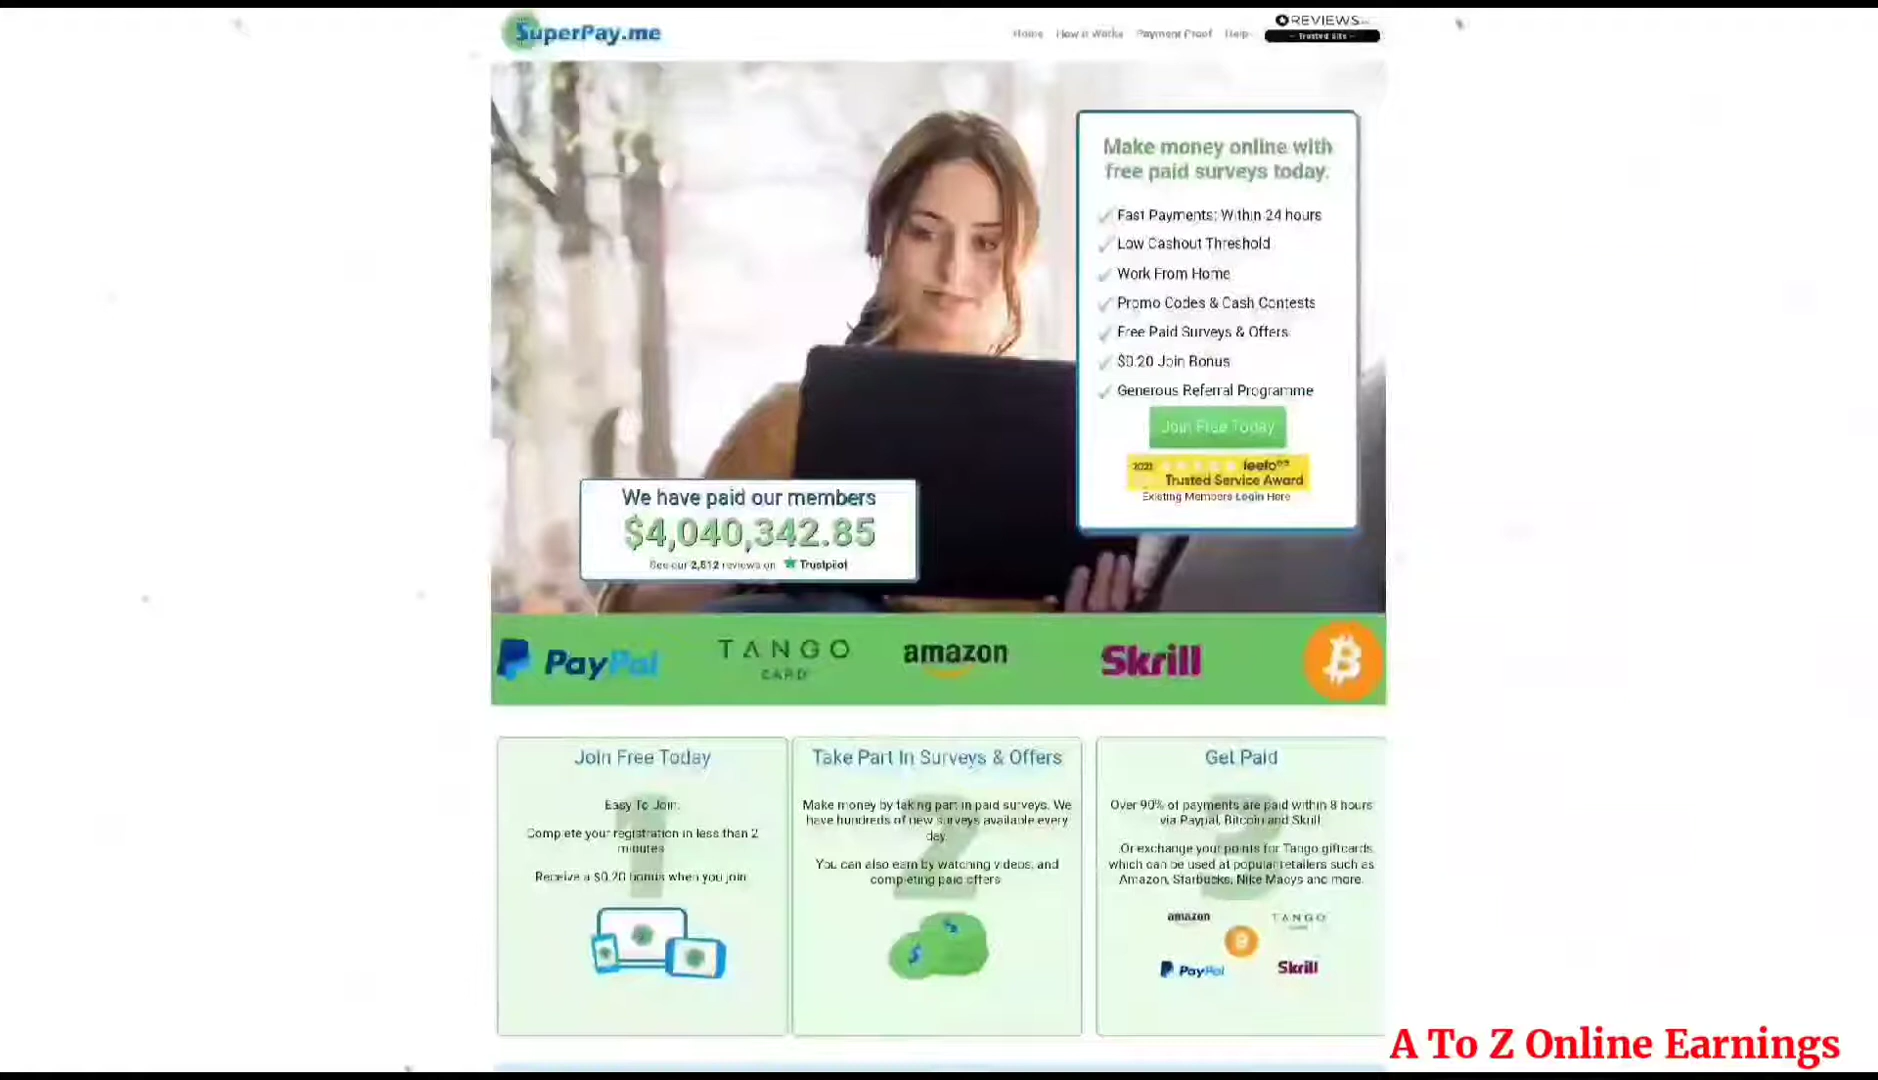 SuperPay.me
Home How it Works Payment Proof Help
REVIEWS
Trusted Site
Make money online with
free paid surveys today.
Fast Payments: Within 24 hours
Low Cashout Threshold
Work From Home
Promo Codes & Cash Contests
Free Paid Surveys & Offers
$0.20 Join Bonus
Generous Referral Programme
Join Free Today
feefo
Trusted Service Award
Existing Members Login Here
We have paid our members
$4,040,342.85
See our 2,812 reviews on Trustpilot
PayPal
TANGO
CARD
amazon
Skrill
Join Free Today
1
Easy To Join.
Complete your registration in less than 2
minutes
Receive a $0.20 bonus when you join
Take Part In Surveys & Offers
2
Make money by taking part in paid surveys. We
have hundreds of new surveys available every
day.
You can also earn by watching videos, and
completing paid offers
Get Paid
3
Over 90% of payments are paid within 8 hours
via Paypal, Bitcoin and Skrill
Or exchange your points for Tango giftcards
which can be used at popular retailers such as
Amazon, Starbucks, Nike Macys and more.
amazon
TANGO
PayPal
Skrill
A To Z Online Earnings